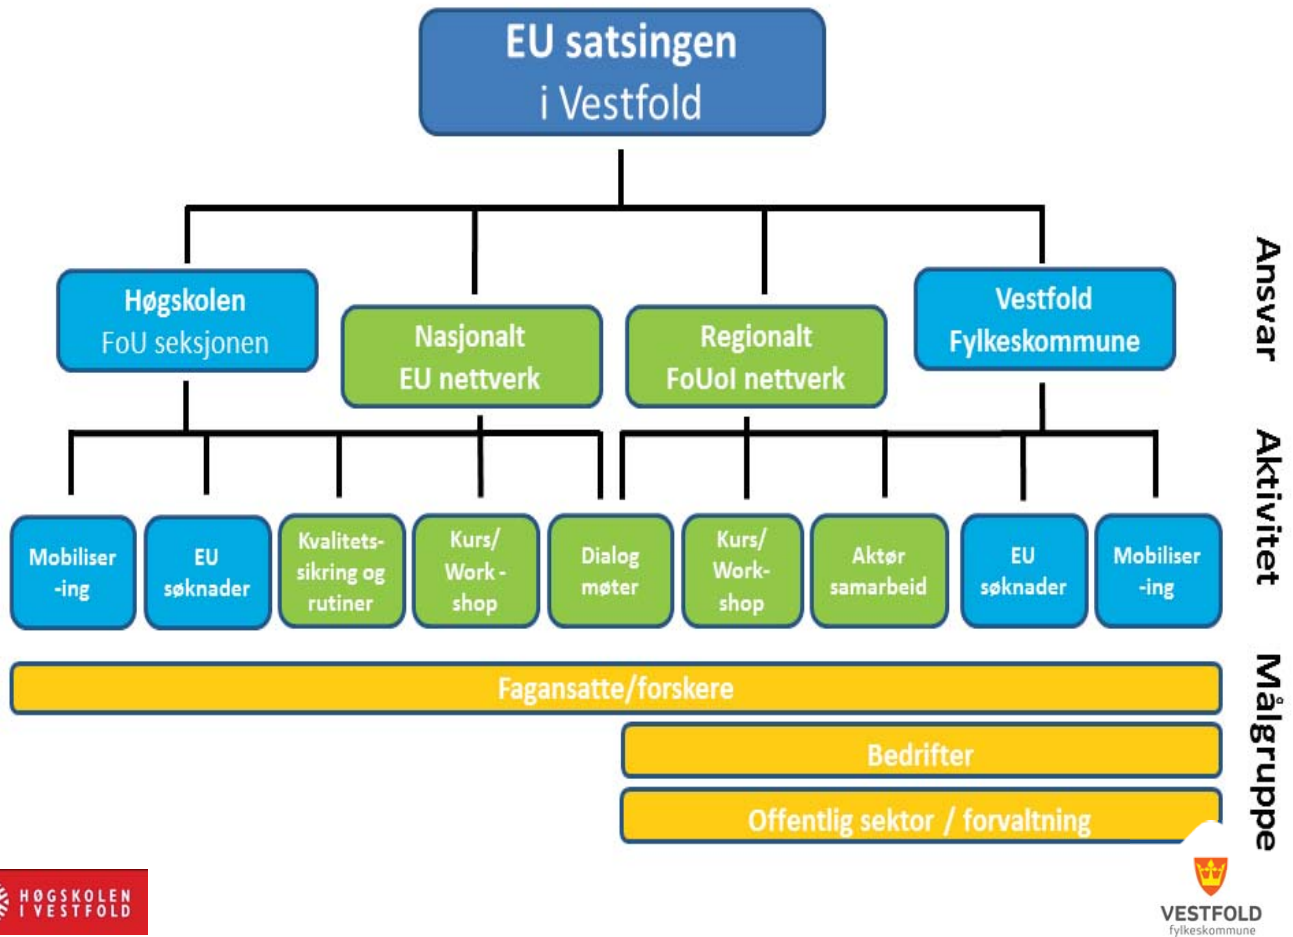 EU satsingen
i Vestfold
Høgskolen
FoU seksjonen
Nasjonalt
EU nettverk
Regionalt
FoUoI nettverk
Vestfold
Fylkeskommune
Ansvar
Mobiliser
-ing
EU
søknader
Kvalitets-
sikring og
rutiner
Kurs/
Work -
shop
Dialog
møter
Kurs/
Work-
shop
Aktør
samarbeid
EU
søknader
Mobiliser
-ing
Aktivitet
Fagansatte/forskere
Bedrifter
Offentlig sektor / forvaltning
Målgruppe
HØGSKOLEN
I VESTFOLD
VESTFOLD
fylkeskommune